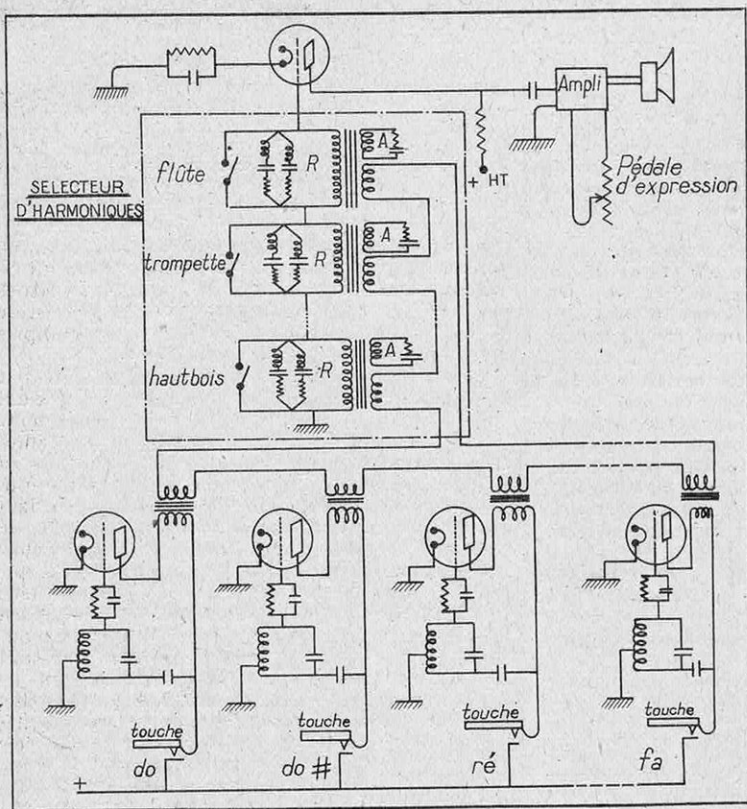 Ampli
Pédale
d'expression
+ HT
SELECTEUR
D'HARMONIQUES
flûte
R
A
trompette
R
A
hautbois
R
A
touche
touche
touche
touche
do
do #
ré
fa
+